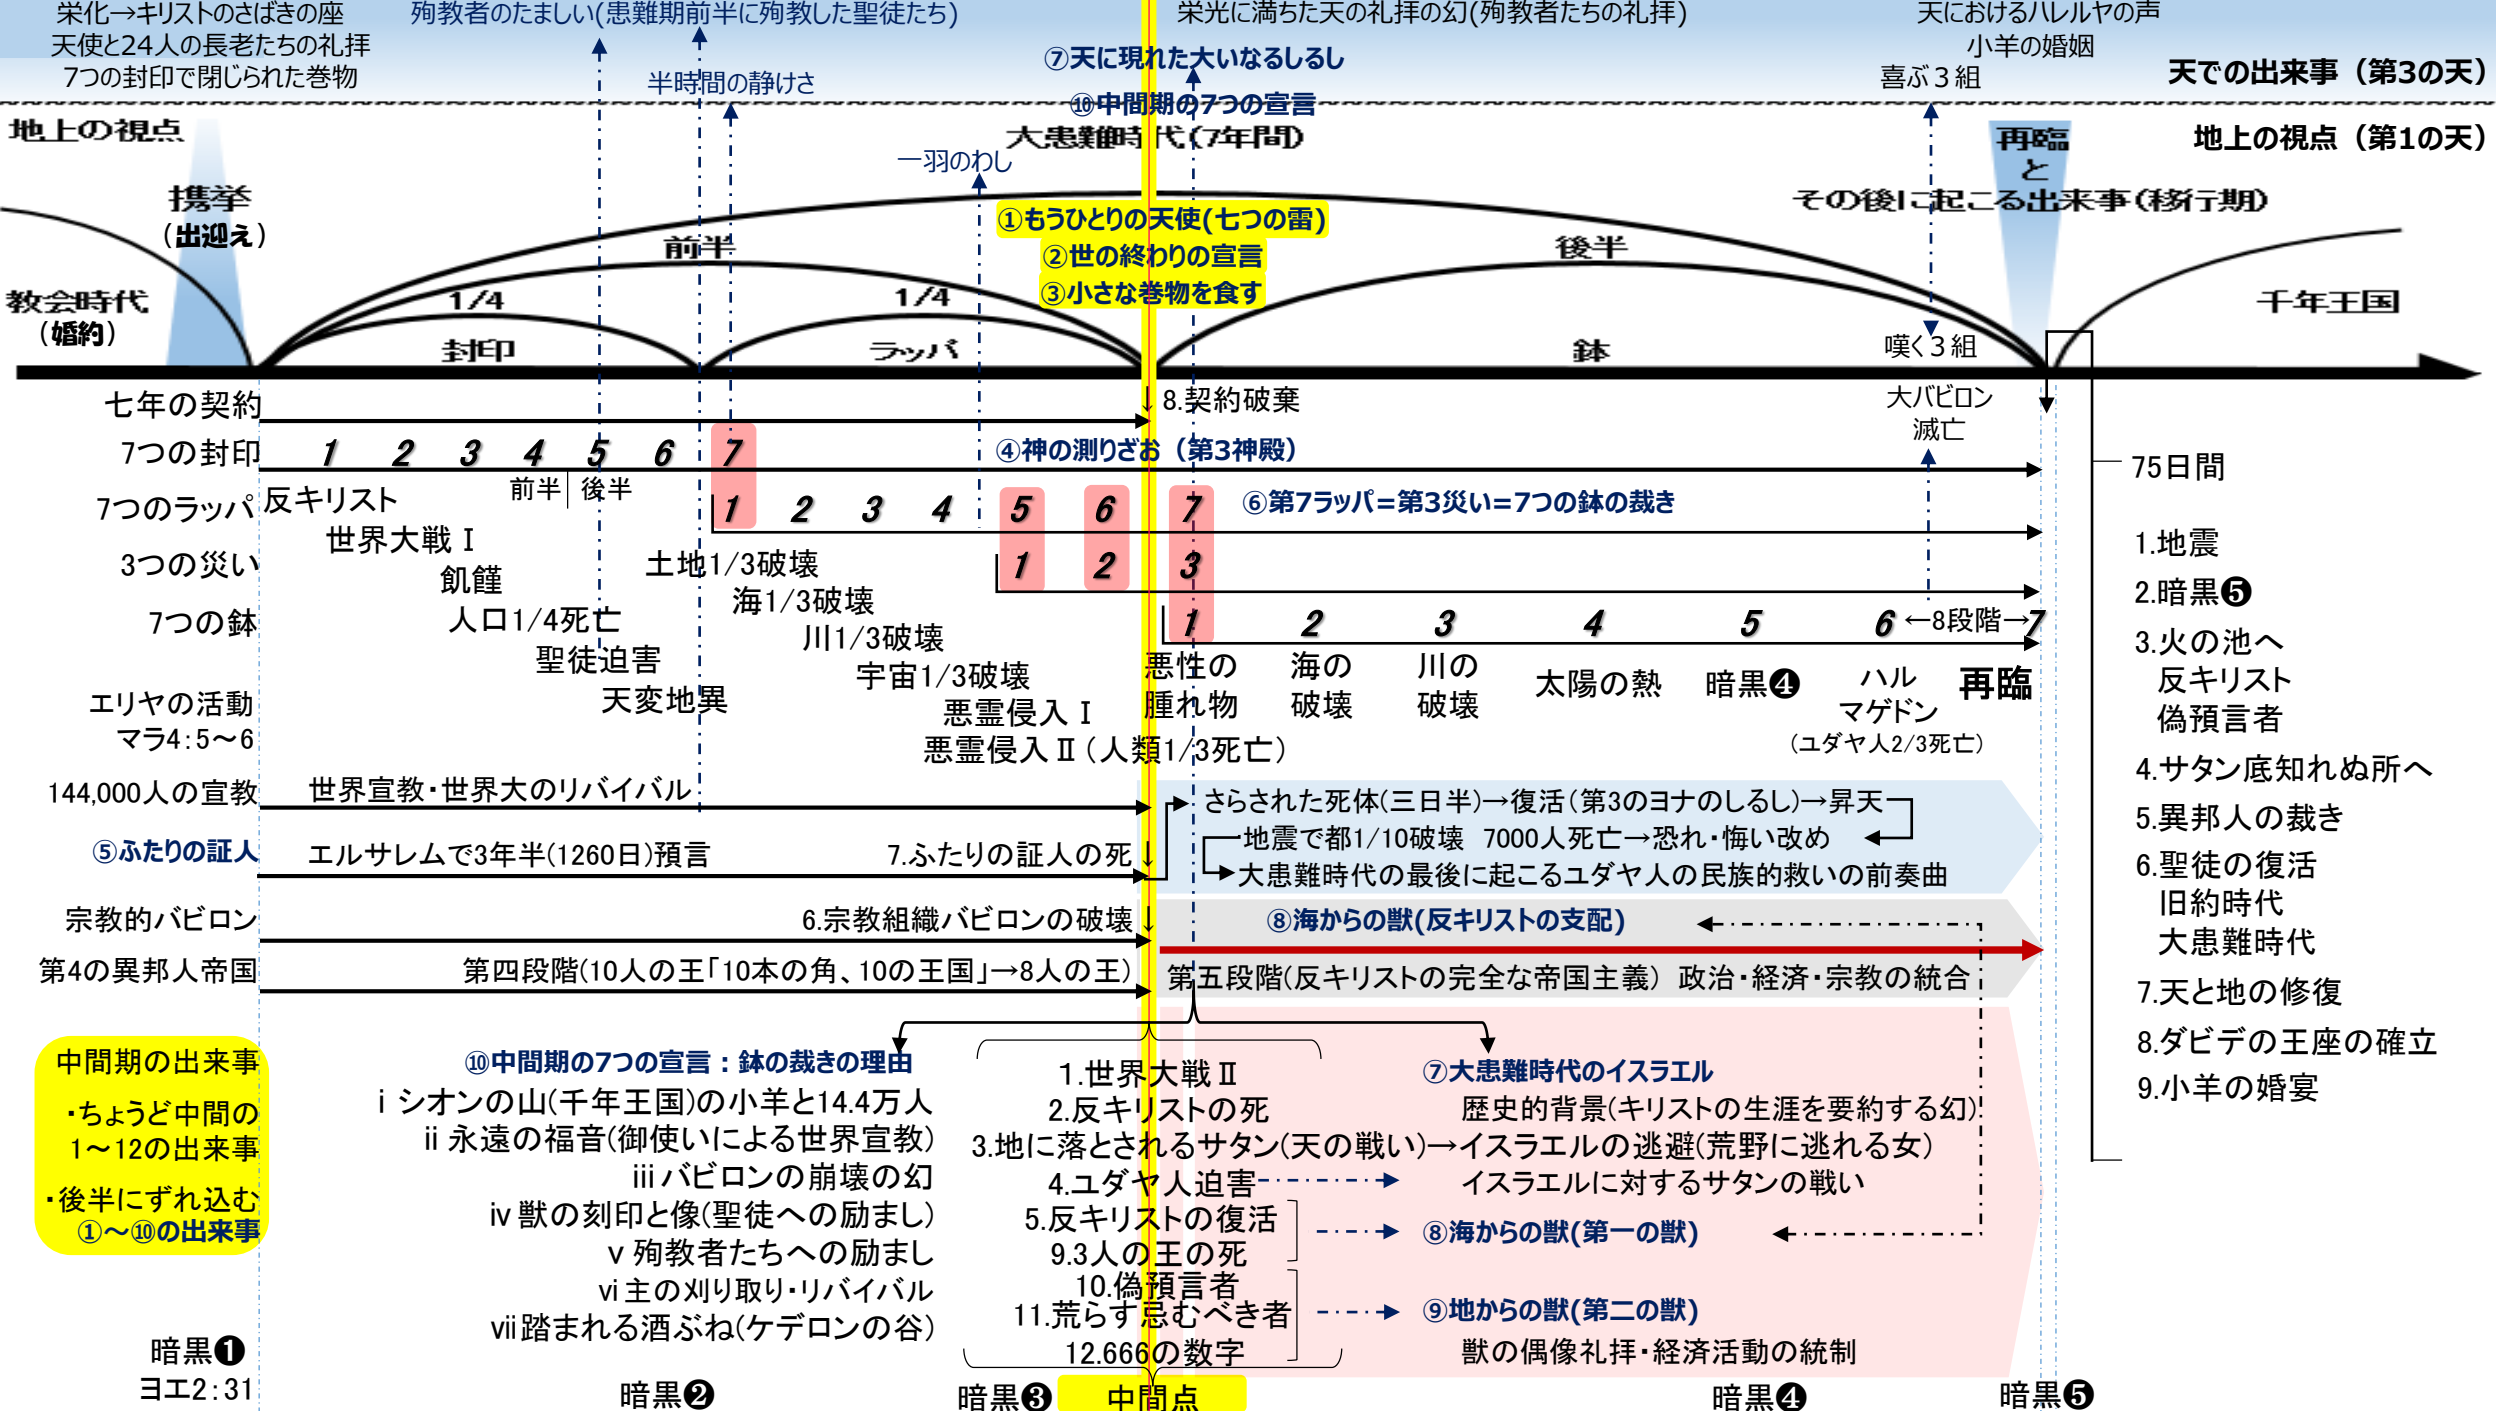 栄化→キリストのさばきの座
天使と24人の長老たちの礼拝
7つの封印で閉じられた巻物
殉教者のたましい(患難期前半に殉教した聖徒たち)
半時間の静けさ
栄光に満ちた天の礼拝の幻(殉教者たちの礼拝)
⑦天に現れた大いなるしるし
⑩中間期の7つの宣言
天におけるハレルヤの声
小羊の婚姻
喜ぶ3組
天での出来事（第3の天）
地上の視点
大患難時代(7年間)
地上の視点（第1の天）
携挙
(出迎え)
一羽のわし
再臨
と
その後に起こる出来事(移行期)
①もうひとりの天使(七つの雷)
②世の終わりの宣言
③小さな巻物を食す
前半
後半
教会時代
(婚約)
1/4
1/4
千年王国
封印
ラッパ
鉢
嘆く3組
大バビロン
滅亡
七年の契約
↓8.契約破棄
7つの封印
1 2 3 4 5 6 7
④神の測りざお（第3神殿）
前半 後半
7つのラッパ
1 2 3 4 5 6 7
⑥第7ラッパ=第3災い=7つの鉢の裁き
反キリスト
世界大戦Ⅰ
飢饉
人口1/4死亡
聖徒迫害
天変地異
3つの災い
1 2 3
土地1/3破壊
海1/3破壊
川1/3破壊
宇宙1/3破壊
悪霊侵入Ⅰ
悪霊侵入Ⅱ(人類1/3死亡)
7つの鉢
1 2 3 4 5 6 ←8段階→7
悪性の
腫れ物
海の
破壊
川の
破壊
太陽の熱
暗黒❹
ハル
マゲドン
(ユダヤ人2/3死亡)
再臨
エリヤの活動
マラ4:5～6
144,000人の宣教
世界宣教・世界大のリバイバル
さらされた死体(三日半)→復活(第3のヨナのしるし)→昇天
地震で都1/10破壊 7000人死亡→恐れ・悔い改め
大患難時代の最後に起こるユダヤ人の民族的救いの前奏曲
⑤ふたりの証人
エルサレムで3年半(1260日)預言
7.ふたりの証人の死↓
宗教的バビロン
6.宗教組織バビロンの破壊↓
⑧海からの獣(反キリストの支配)
第4の異邦人帝国
第四段階(10人の王「10本の角、10の王国」→8人の王)
第五段階(反キリストの完全な帝国主義) 政治・経済・宗教の統合
75日間
1.地震
2.暗黒❺
3.火の池へ
反キリスト
偽預言者
4.サタン底知れぬ所へ
5.異邦人の裁き
6.聖徒の復活
旧約時代
大患難時代
7.天と地の修復
8.ダビデの王座の確立
9.小羊の婚宴
中間期の出来事
・ちょうど中間の
1～12の出来事
・後半にずれ込む
①～⑩の出来事
⑩中間期の7つの宣言：鉢の裁きの理由
ⅰ シオンの山(千年王国)の小羊と14.4万人
ⅱ 永遠の福音(御使いによる世界宣教)
ⅲ バビロンの崩壊の幻
ⅳ 獣の刻印と像(聖徒への励まし)
ⅴ 殉教者たちへの励まし
ⅵ 主の刈り取り・リバイバル
ⅶ 踏まれる酒ぶね(ケデロンの谷)
1.世界大戦Ⅱ
2.反キリストの死
3.地に落とされるサタン(天の戦い)→イスラエルの逃避(荒野に逃れる女)
4.ユダヤ人迫害
5.反キリストの復活
9.3人の王の死
10.偽預言者
11.荒らす忌むべき者
12.666の数字
⑦大患難時代のイスラエル
歴史的背景(キリストの生涯を要約する幻)
イスラエルに対するサタンの戦い
⑧海からの獣(第一の獣)
⑨地からの獣(第二の獣)
獣の偶像礼拝・経済活動の統制
暗黒❶
ヨエ2:31
暗黒❷
暗黒❸
中間点
暗黒❹
暗黒❺